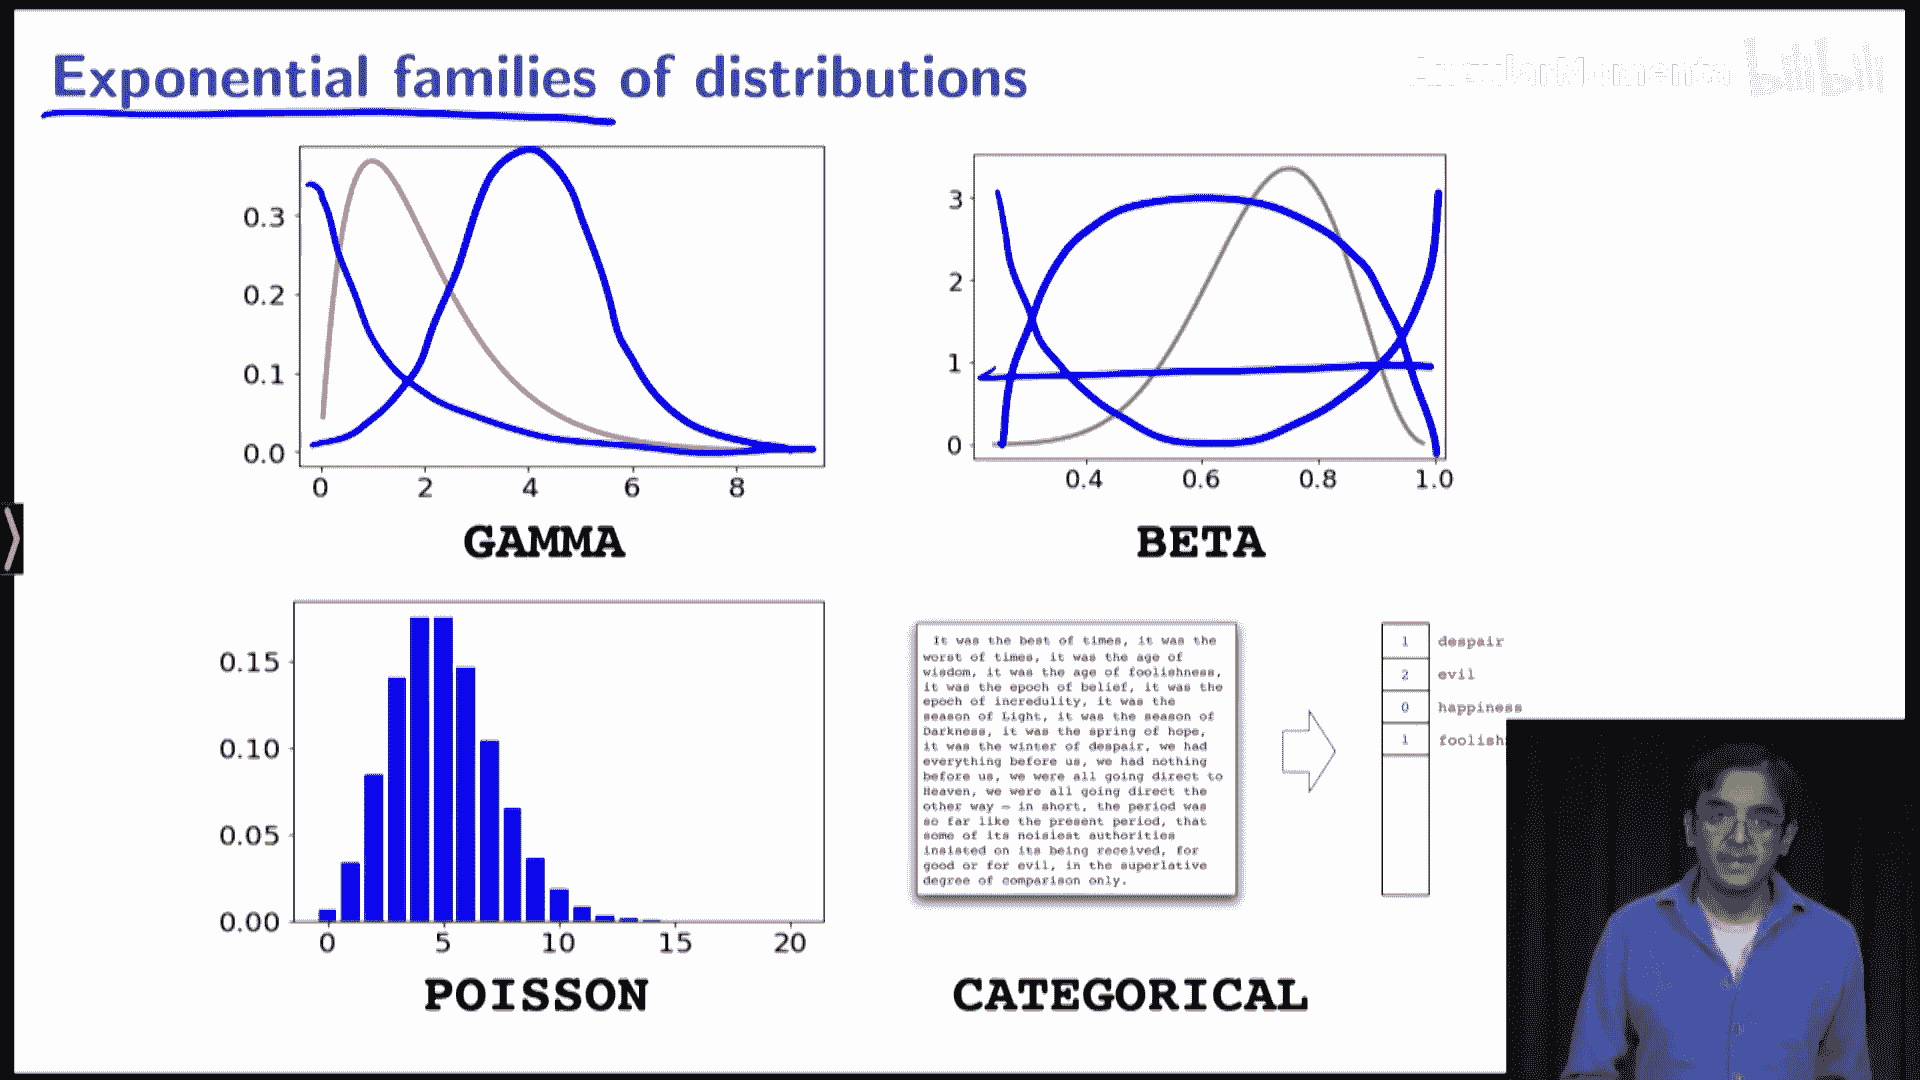 Exponential families of distributions
bilibili
0.3
0.2
0.1
0.0
0 2 4 6 8
GAMMA
3
2
1
0
0.4 0.6 0.8 1.0
BETA
0.15
0.10
0.05
0.00
0 5 10 15 20
POISSON
It was the best of times, it was the
worst of times, it was the age of
wisdom, it was the age of foolishness,
it was the epoch of belief, it was the
epoch of incredulity, it was the
season of Light, it was the season of
Darkness, it was the spring of hope,
it was the winter of despair, we had
everything before us, we had nothing
before us, we were all going direct to
Heaven, we were all going direct the
other way – in short, the period was
so far like the present period, that
some of its noisiest authorities
insisted on its being received, for
good or for evil, in the superlative
degree of comparison only.
1 despair
2 evil
0 happiness
1 foolish
CATEGORICAL